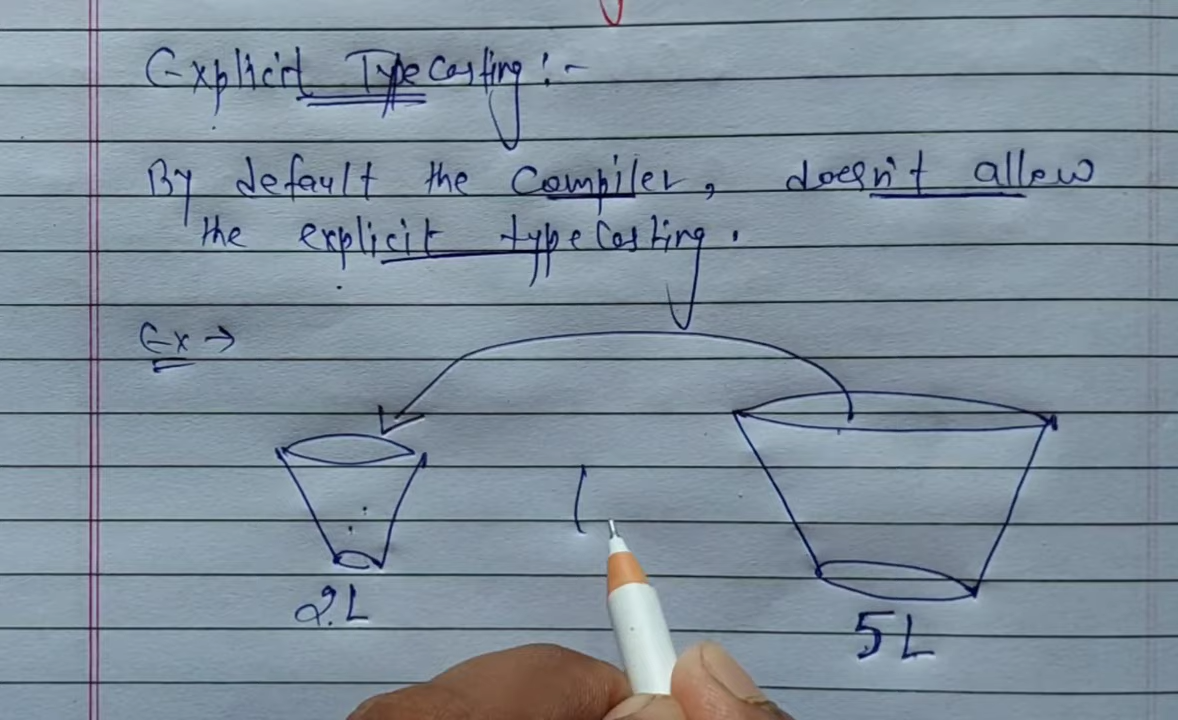 Explicit Typecasting :-
By default the Compiler, doesn't allow
the explicit typecasting.
Ex →
2L
5L